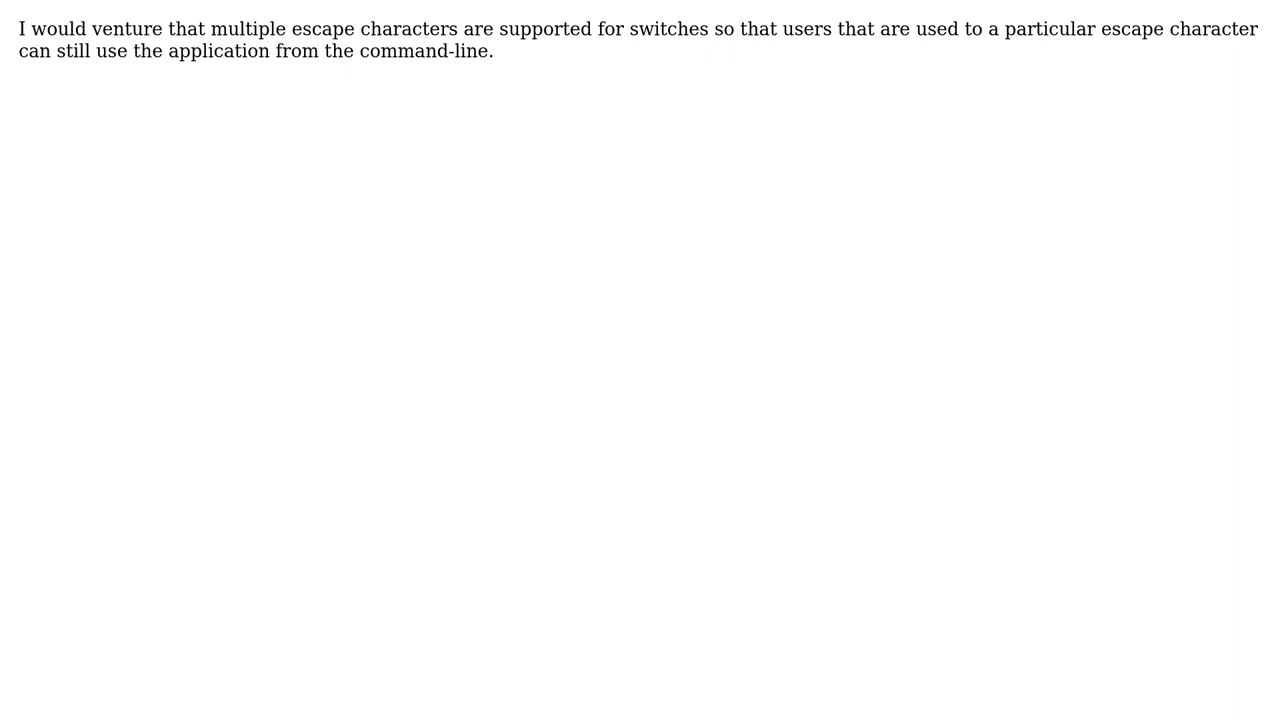 I would venture that multiple escape characters are supported for switches so that users that are used to a particular escape character
can still use the application from the command-line.